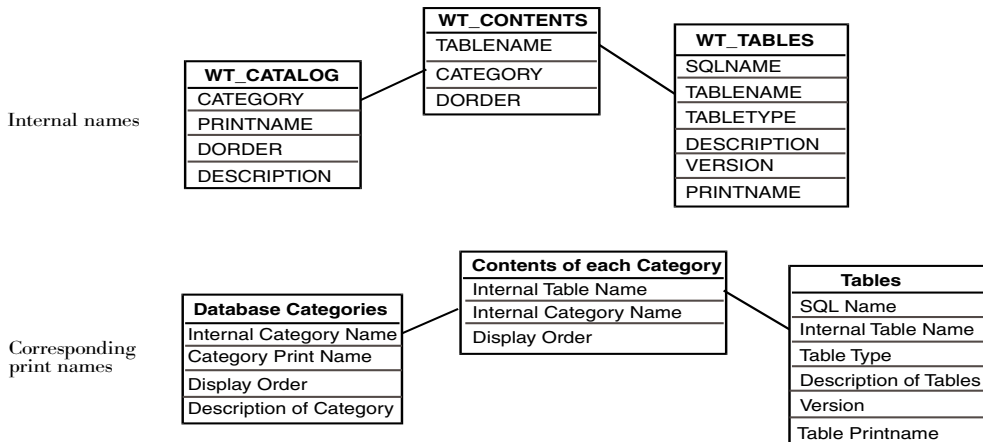 Internal names
WT_CATALOG
CATEGORY
PRINTNAME
DORDER
DESCRIPTION
WT_CONTENTS
TABLENAME
CATEGORY
DORDER
WT_TABLES
SQLNAME
TABLENAME
TABLETYPE
DESCRIPTION
VERSION
PRINTNAME
Corresponding
print names
Database Categories
Internal Category Name
Category Print Name
Display Order
Description of Category
Contents of each Category
Internal Table Name
Internal Category Name
Display Order
Tables
SQL Name
Internal Table Name
Table Type
Description of Tables
Version
Table Printname